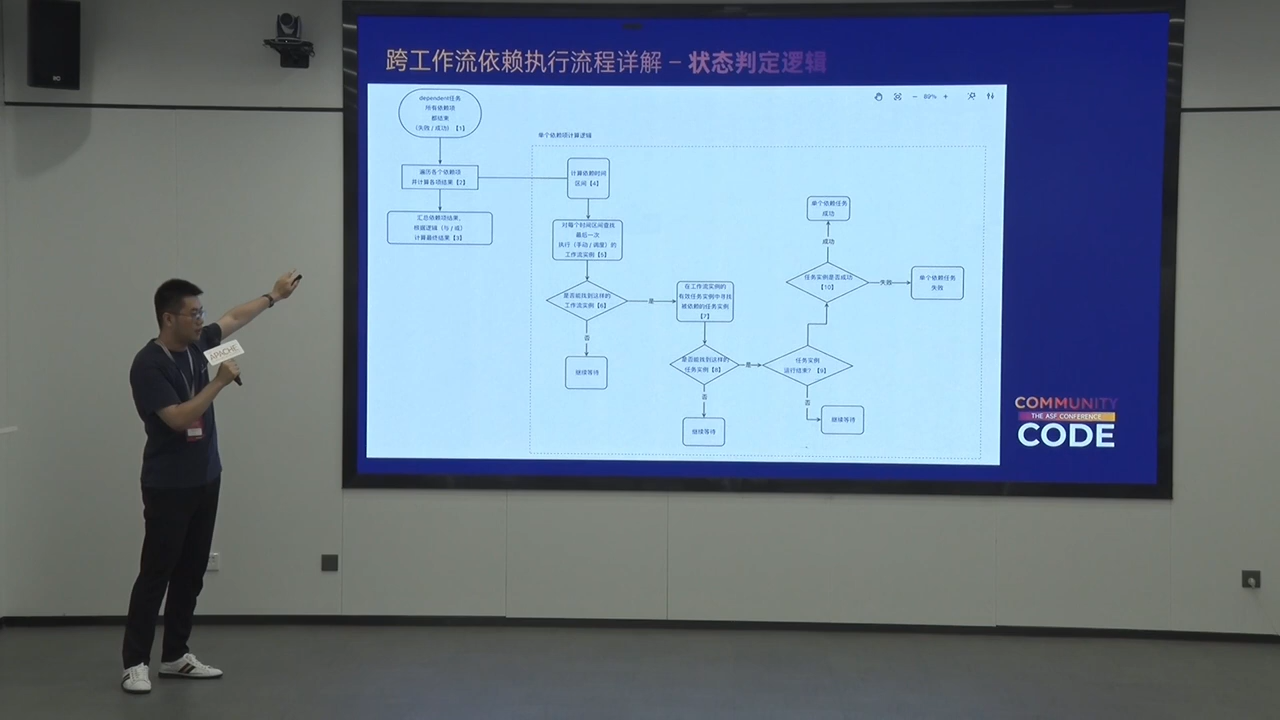 跨工作流依赖执行流程详解 – 状态判定逻辑
89%
dependent任务
所有依赖项
都结束
(失败 / 成功)【1】
遍历各个依赖项
并计算各项结果【2】
汇总依赖项结果,
根据逻辑(与 / 或)
计算最终结果【3】
单个依赖项计算逻辑
计算依赖时间
区间【4】
对每个时间区间查找
最后一次
执行(手动 / 调度)的
工作流实例【5】
是否能找到这样的
工作流实例【6】
是
否
继续等待
在工作流实例的
有效任务实例中寻找
被依赖的任务实例
【7】
是否能找到这样的
任务实例【8】
是
否
继续等待
任务实例
运行结束?【9】
否
继续等待
任务实例是否成功
【10】
成功
单个依赖任务
成功
失败
单个依赖任务
失败
COMMUNITY
THE ASF CONFERENCE
CODE
APACHE